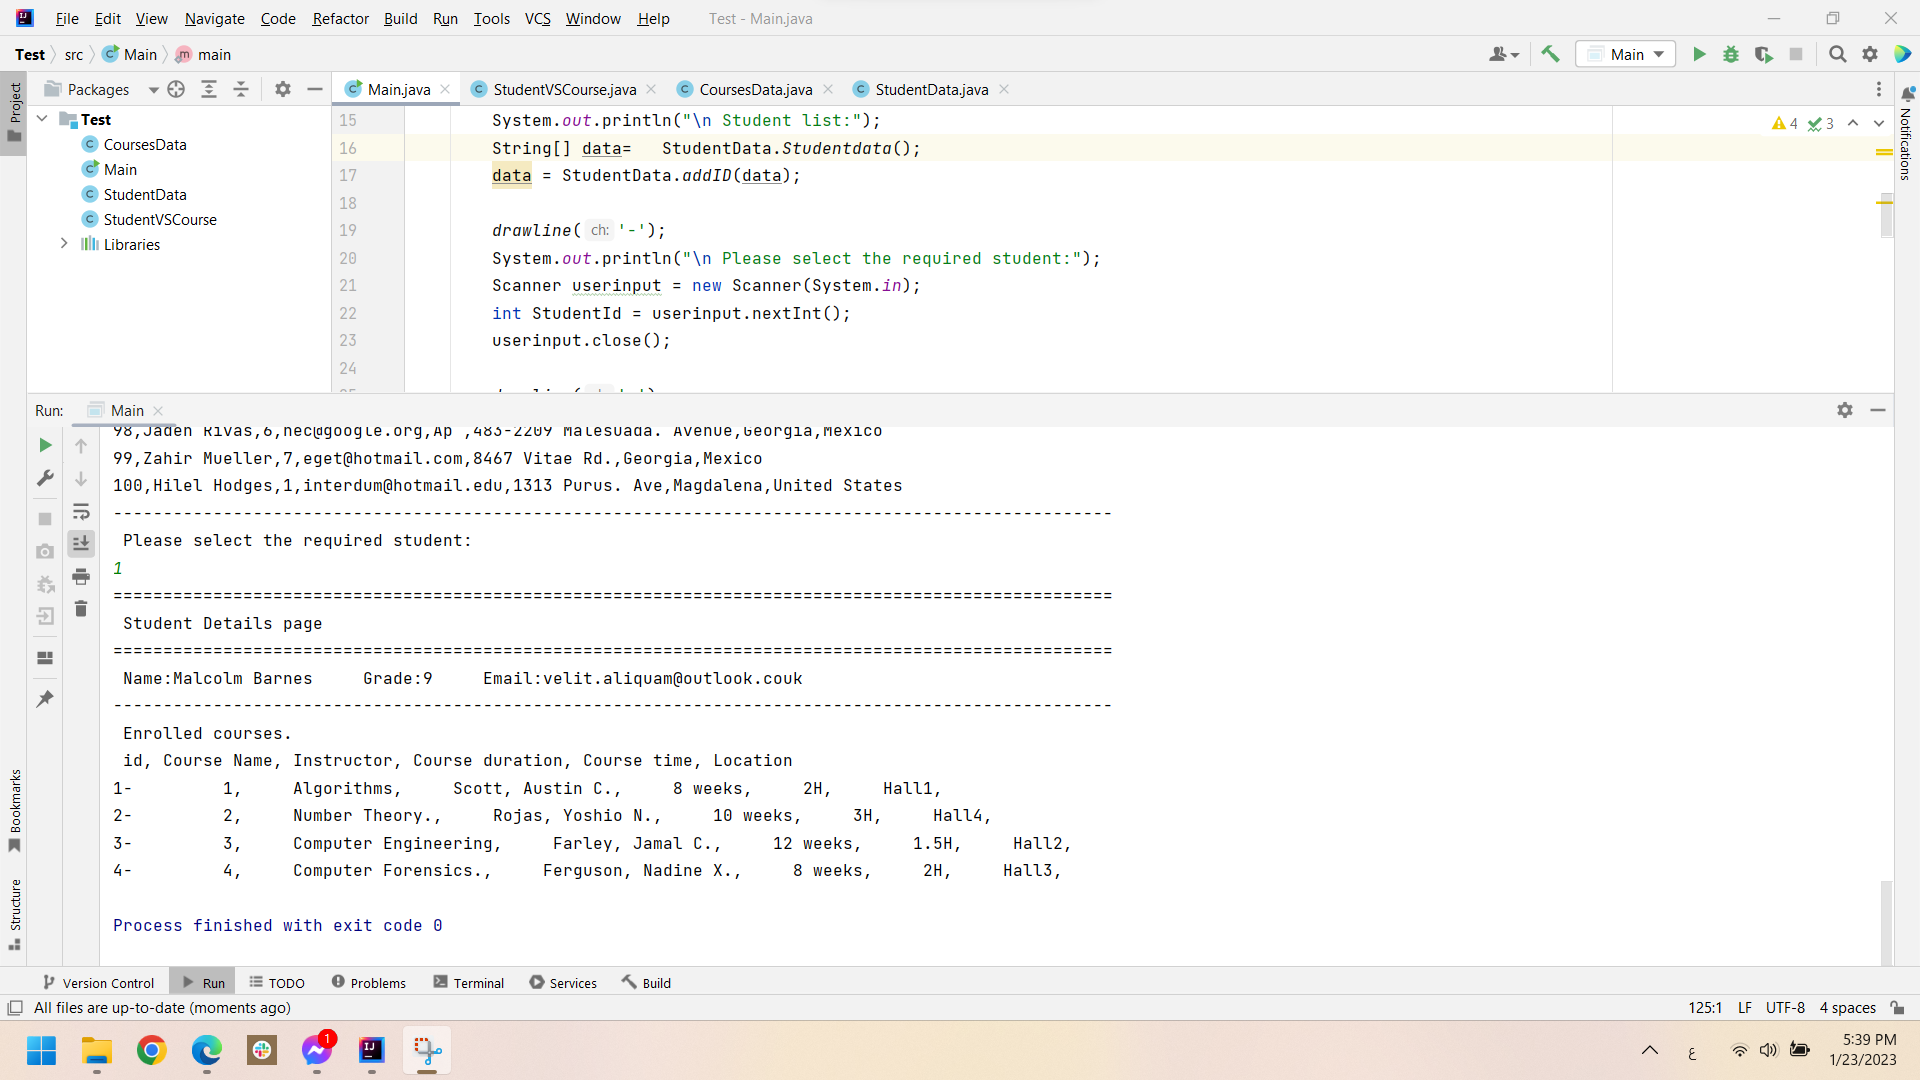 File Edit View Navigate Code Refactor Build Run Tools VCS Window Help Test - Main.java
Test src Main main Main
Project
Packages
Main.java StudentVSCourse.java CoursesData.java StudentData.java
Notifications
Test
CoursesData
Main
StudentData
StudentVSCourse
Libraries
4 3
15 System.out.println("\n Student list:");
16 String[] data= StudentData.Studentdata();
17 data = StudentData.addID(data);
18
19 drawline( ch: '-');
20 System.out.println("\n Please select the required student:");
21 Scanner userinput = new Scanner(System.in);
22 int StudentId = userinput.nextInt();
23 userinput.close();
24
Run: Main
98,Jaden Rivas,6,nec@google.org,Ap ,483-2209 Malesuada. Avenue,Georgia,Mexico
99,Zahir Mueller,7,eget@hotmail.com,8467 Vitae Rd.,Georgia,Mexico
100,Hilel Hodges,1,interdum@hotmail.edu,1313 Purus. Ave,Magdalena,United States
----------------------------------------------------------------------------------------------------
Please select the required student:
1
====================================================================================================
Student Details page
====================================================================================================
Name:Malcolm Barnes Grade:9 Email:velit.aliquam@outlook.couk
----------------------------------------------------------------------------------------------------
Enrolled courses.
id, Course Name, Instructor, Course duration, Course time, Location
1- 1, Algorithms, Scott, Austin C., 8 weeks, 2H, Hall1,
2- 2, Number Theory., Rojas, Yoshio N., 10 weeks, 3H, Hall4,
3- 3, Computer Engineering, Farley, Jamal C., 12 weeks, 1.5H, Hall2,
4- 4, Computer Forensics., Ferguson, Nadine X., 8 weeks, 2H, Hall3,
Process finished with exit code 0
Bookmarks
Structure
Version Control Run TODO Problems Terminal Services Build
All files are up-to-date (moments ago) 125:1 LF UTF-8 4 spaces
1
ع
5:39 PM
1/23/2023